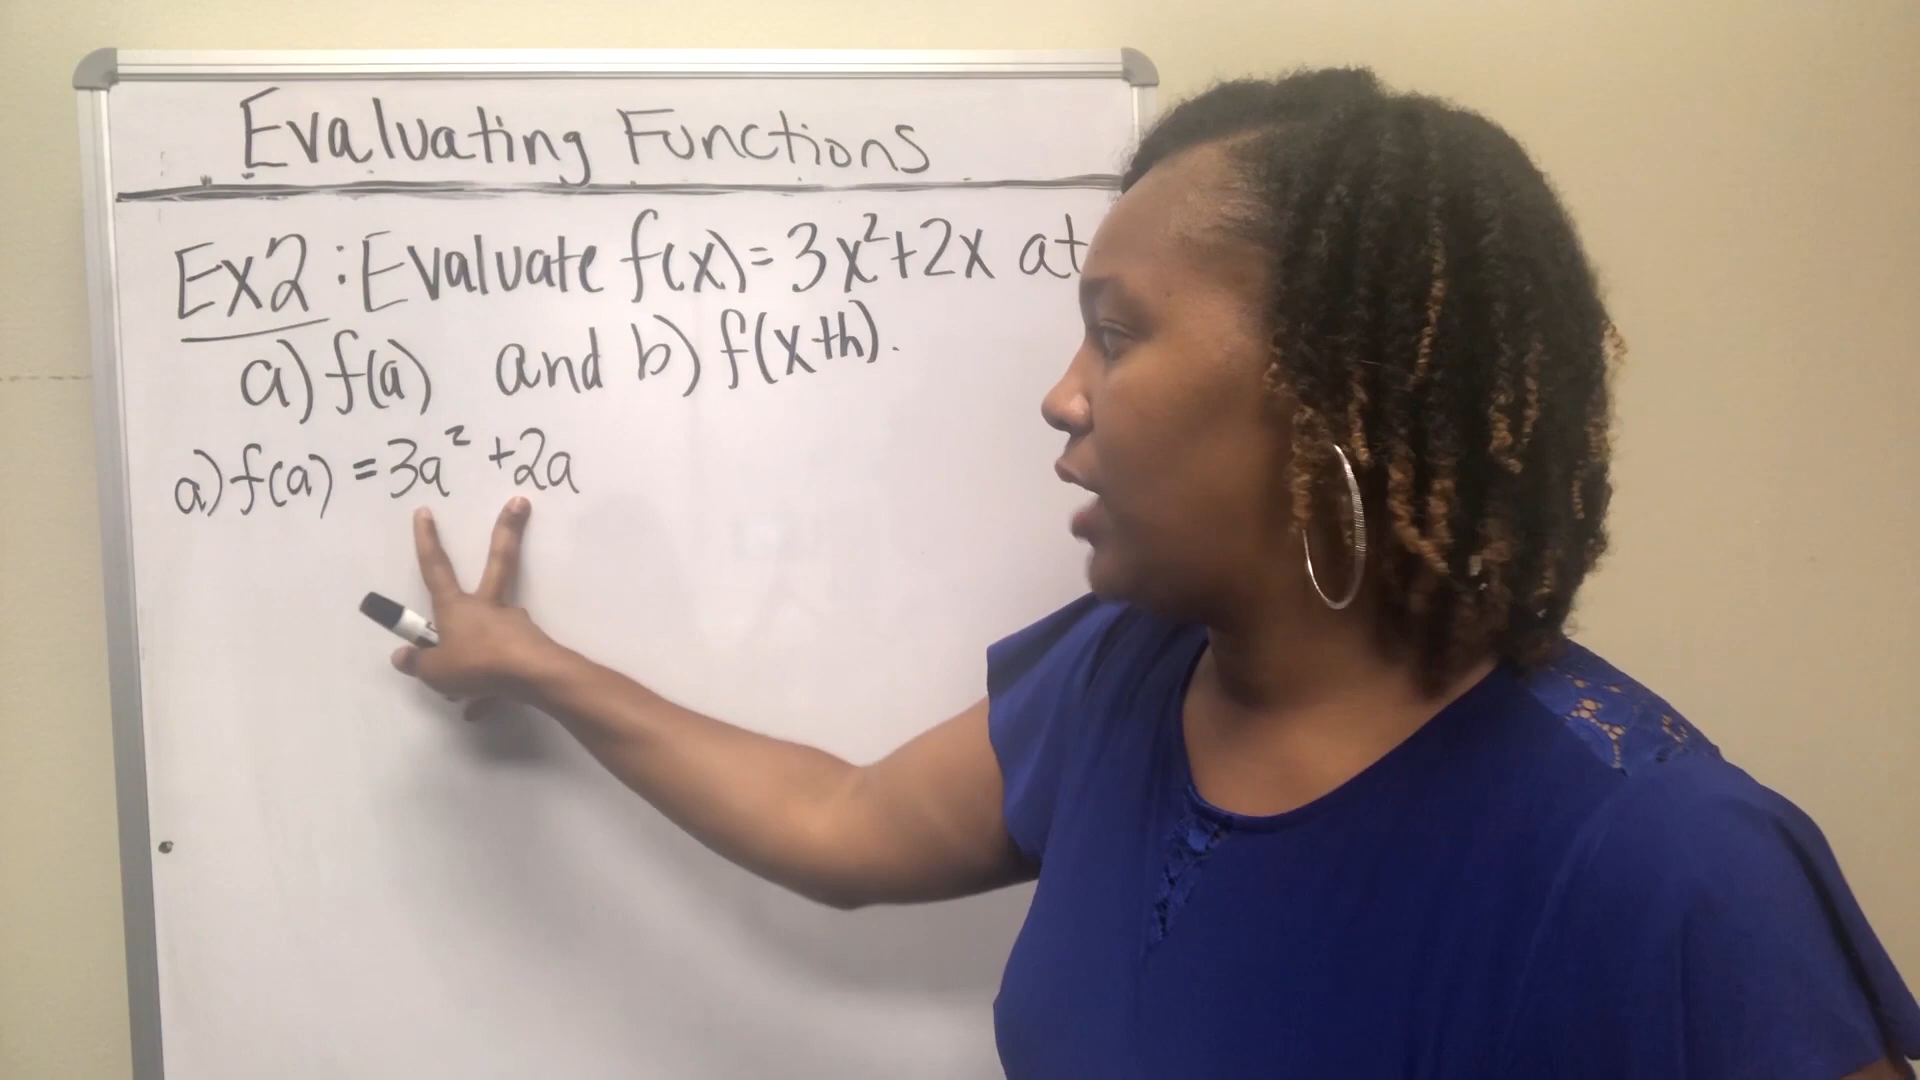 Evaluating Functions
Ex2: Evaluate f(x)=3x²+2x at
a) f(a) and b) f(x+h).
a) f(a) = 3a² +2a